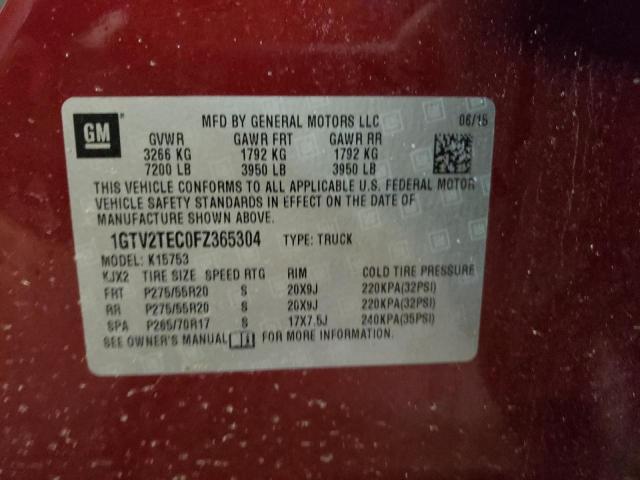 GM
MFD BY GENERAL MOTORS LLC 06/15
GVWR GAWR FRT GAWR RR
3266 KG 1792 KG 1792 KG
7200 LB 3950 LB 3950 LB
THIS VEHICLE CONFORMS TO ALL APPLICABLE U.S. FEDERAL MOTOR
VEHICLE SAFETY STANDARDS IN EFFECT ON THE DATE OF
MANUFACTURE SHOWN ABOVE.
1GTV2TEC0FZ365304 TYPE: TRUCK
MODEL: K15753
KJX2 TIRE SIZE SPEED RTG RIM COLD TIRE PRESSURE
FRT P275/55R20 S 20X9J 220KPA(32PSI)
RR P275/55R20 S 20X9J 220KPA(32PSI)
SPA P265/70R17 S 17X7.5J 240KPA(35PSI)
SEE OWNER'S MANUAL FOR MORE INFORMATION.